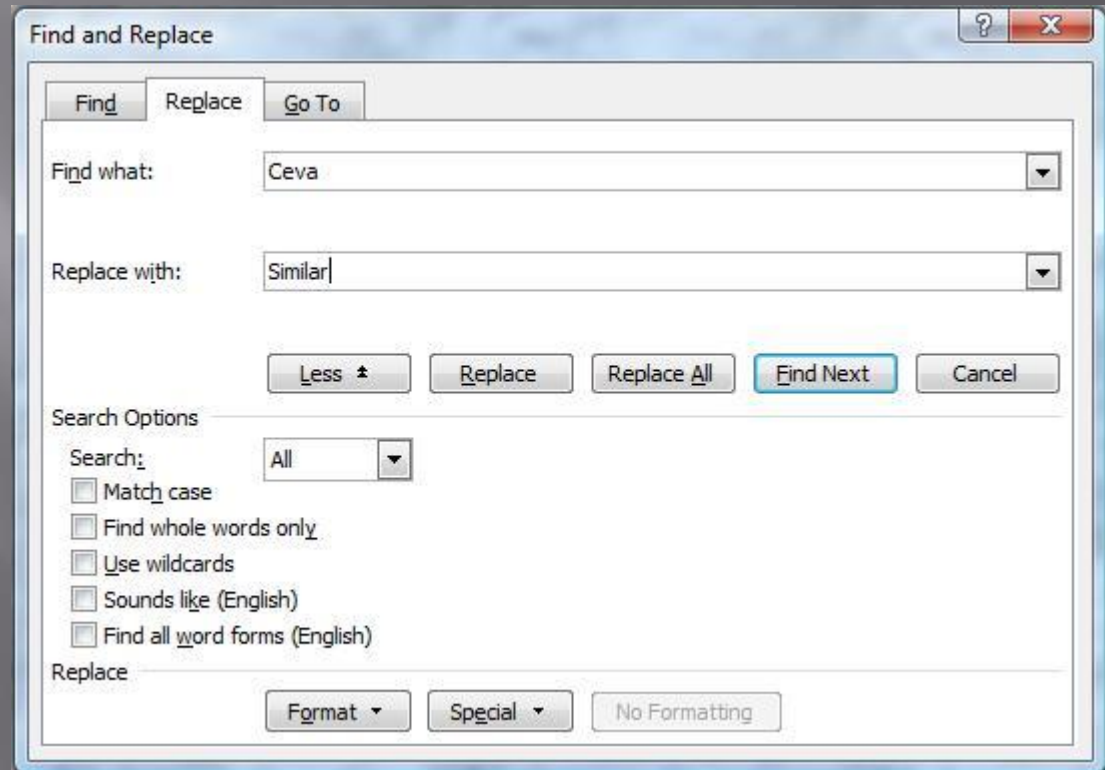 Find and Replace
Find Replace Go To
Find what: Ceva
Replace with: Similar
Less Replace Replace All Find Next Cancel
Search Options
Search: All
Match case
Find whole words only
Use wildcards
Sounds like (English)
Find all word forms (English)
Replace
Format Special No Formatting